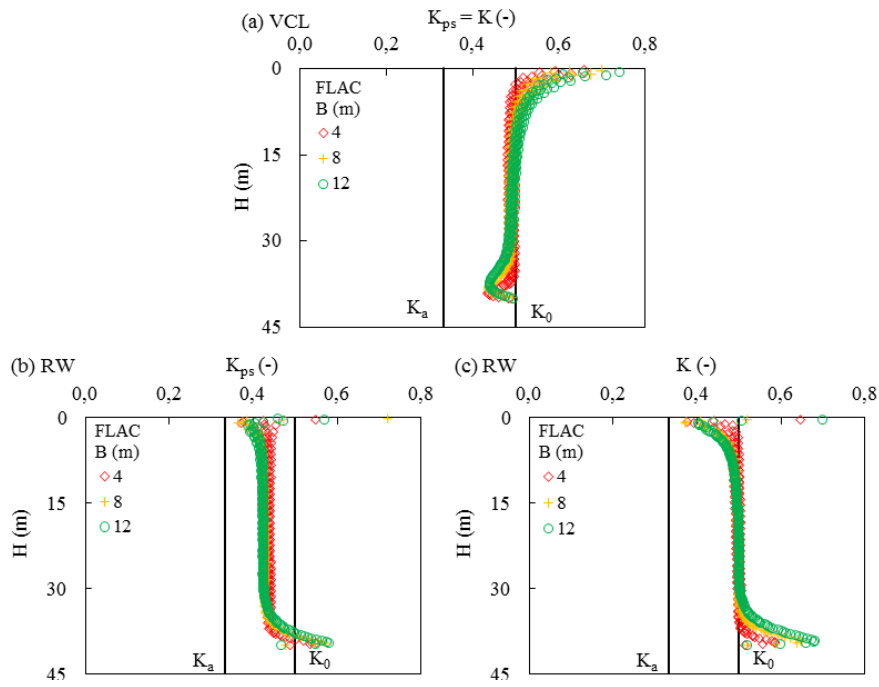 (a) VCL
K_ps = K (-)
0,0 0,2 0,4 0,6 0,8
0
15
30
45
H (m)
FLAC
B (m)
4
8
12
K_a
K_0
(b) RW
K_ps (-)
0,0 0,2 0,4 0,6 0,8
0
15
30
45
H (m)
FLAC
B (m)
4
8
12
K_a
K_0
(c) RW
K (-)
0,0 0,2 0,4 0,6 0,8
0
15
30
45
H (m)
FLAC
B (m)
4
8
12
K_a
K_0